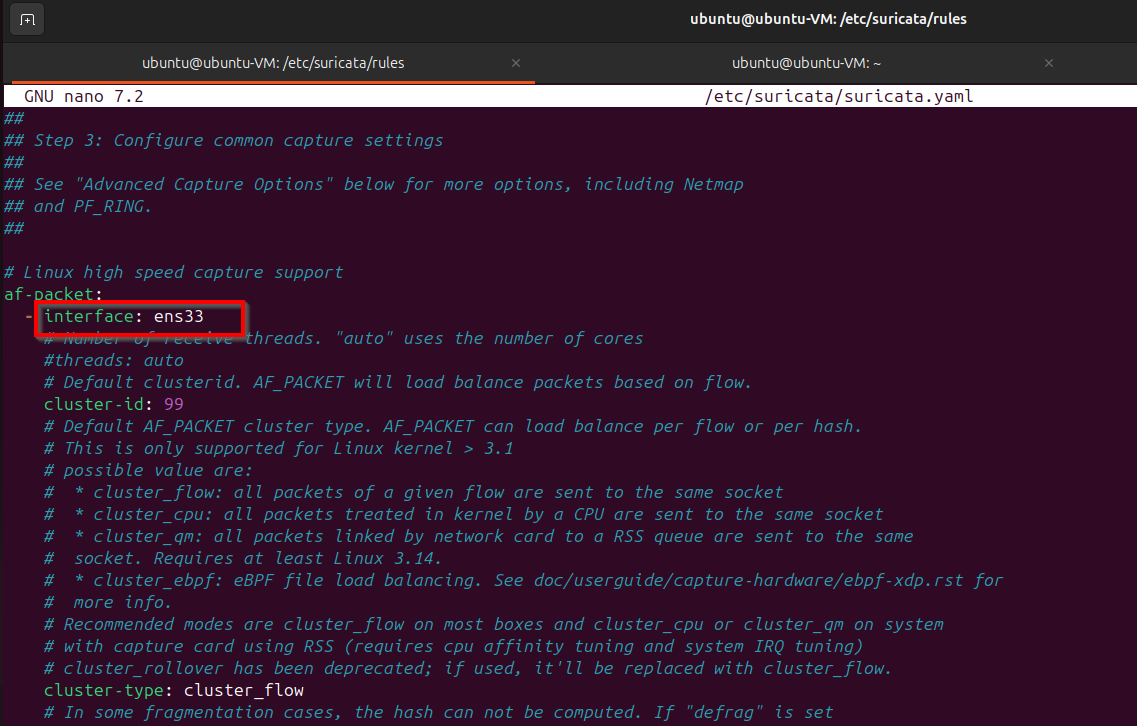 ubuntu@ubuntu-VM: /etc/suricata/rules
ubuntu@ubuntu-VM: /etc/suricata/rules × ubuntu@ubuntu-VM: ~ ×
GNU nano 7.2 /etc/suricata/suricata.yaml
##
## Step 3: Configure common capture settings
##
## See "Advanced Capture Options" below for more options, including Netmap
## and PF_RING.
##
# Linux high speed capture support
af-packet:
- interface: ens33
# Number of receive threads. "auto" uses the number of cores
#threads: auto
# Default clusterid. AF_PACKET will load balance packets based on flow.
cluster-id: 99
# Default AF_PACKET cluster type. AF_PACKET can load balance per flow or per hash.
# This is only supported for Linux kernel > 3.1
# possible value are:
#  * cluster_flow: all packets of a given flow are sent to the same socket
#  * cluster_cpu: all packets treated in kernel by a CPU are sent to the same socket
#  * cluster_qm: all packets linked by network card to a RSS queue are sent to the same
#  socket. Requires at least Linux 3.14.
#  * cluster_ebpf: eBPF file load balancing. See doc/userguide/capture-hardware/ebpf-xdp.rst for
#  more info.
# Recommended modes are cluster_flow on most boxes and cluster_cpu or cluster_qm on system
# with capture card using RSS (requires cpu affinity tuning and system IRQ tuning)
# cluster_rollover has been deprecated; if used, it'll be replaced with cluster_flow.
cluster-type: cluster_flow
# In some fragmentation cases, the hash can not be computed. If "defrag" is set